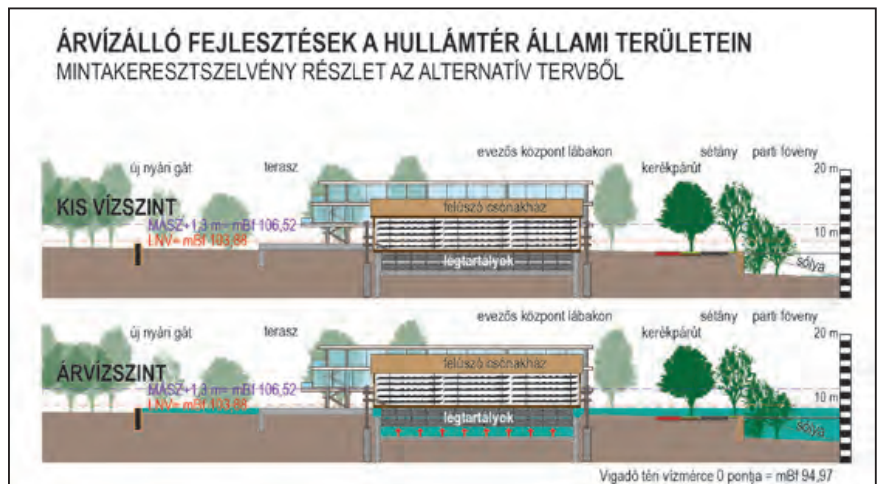 ÁRVÍZÁLLÓ FEJLESZTÉSEK A HULLÁMTÉR ÁLLAMI TERÜLETEIN
MINTAKERESZTSZELVÉNY RÉSZLET AZ ALTERNATÍV TERVBŐL
evezős központ lábakon sétány parti föveny
új nyári gát terasz kerékpárút 20 m
KIS VÍZSZINT felúszó csónakház
MÁSZ+1,3 m= mBf 106,52
LNV= mBf 103,88 10 m
légtartályok sólya
evezős központ lábakon sétány parti föveny
új nyári gát terasz kerékpárút 20 m
ÁRVÍZSZINT felúszó csónakház
MÁSZ+1,3 m= mBf 106,52
LNV= mBf 103,88 10 m
légtartályok sólya
Vigadó téri vízmérce 0 pontja = mBf 94,97